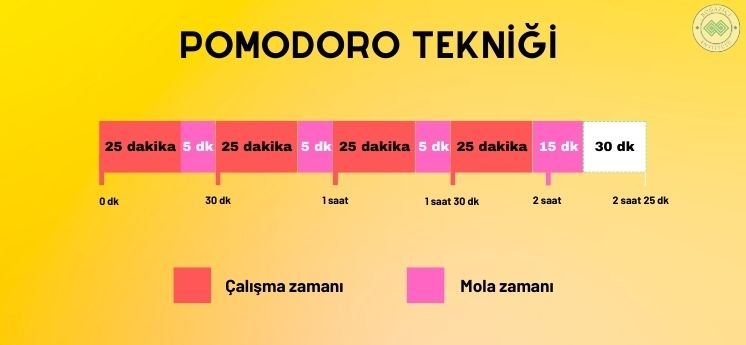 POMODORO TEKNİĞİ
25 dakika 5 dk 25 dakika 5 dk 25 dakika 5 dk 25 dakika 15 dk 30 dk
0 dk 30 dk 1 saat 1 saat 30 dk 2 saat 2 saat 25 dk
Çalışma zamanı Mola zamanı